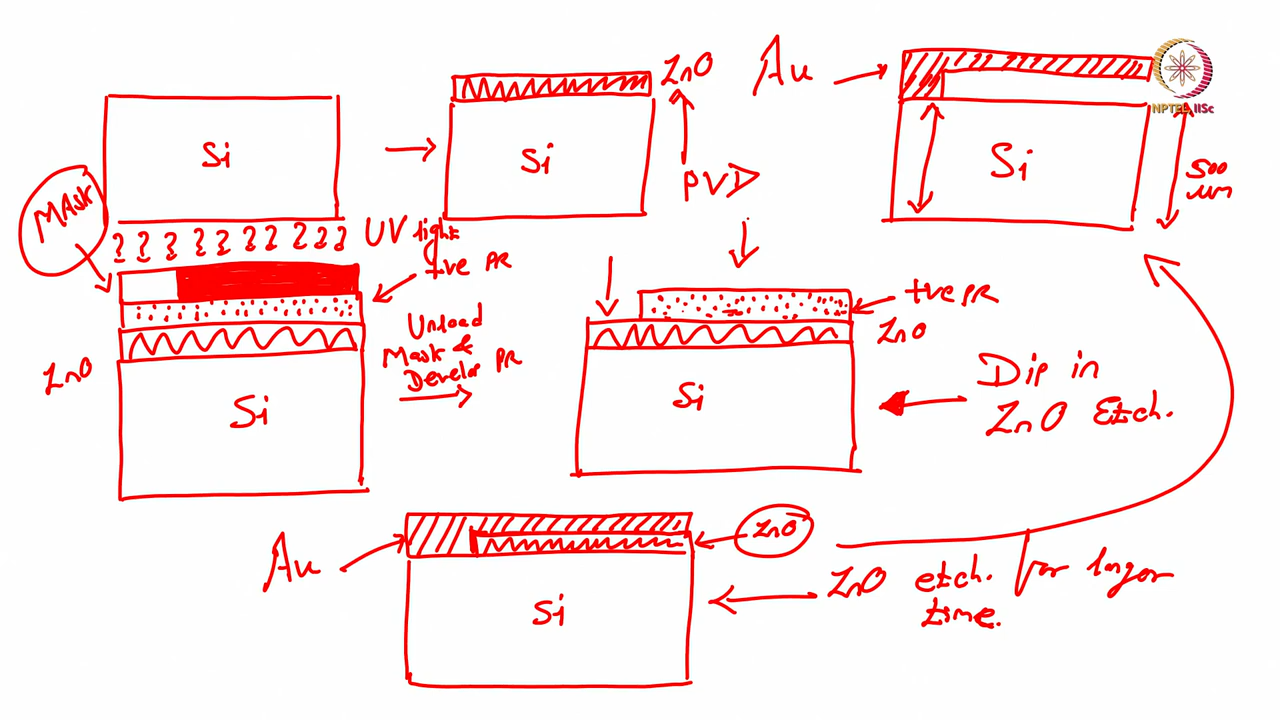 Si
ZnO
Si
PVD
Au
Si
500
um
NPTEL IISc
MASK
UV light
+ve PR
ZnO
Si
Unload
Mask &
Develop PR
+ve PR
ZnO
Si
Dip in
ZnO Etch.
Au
ZnO
Si
ZnO etch. for longer
time.